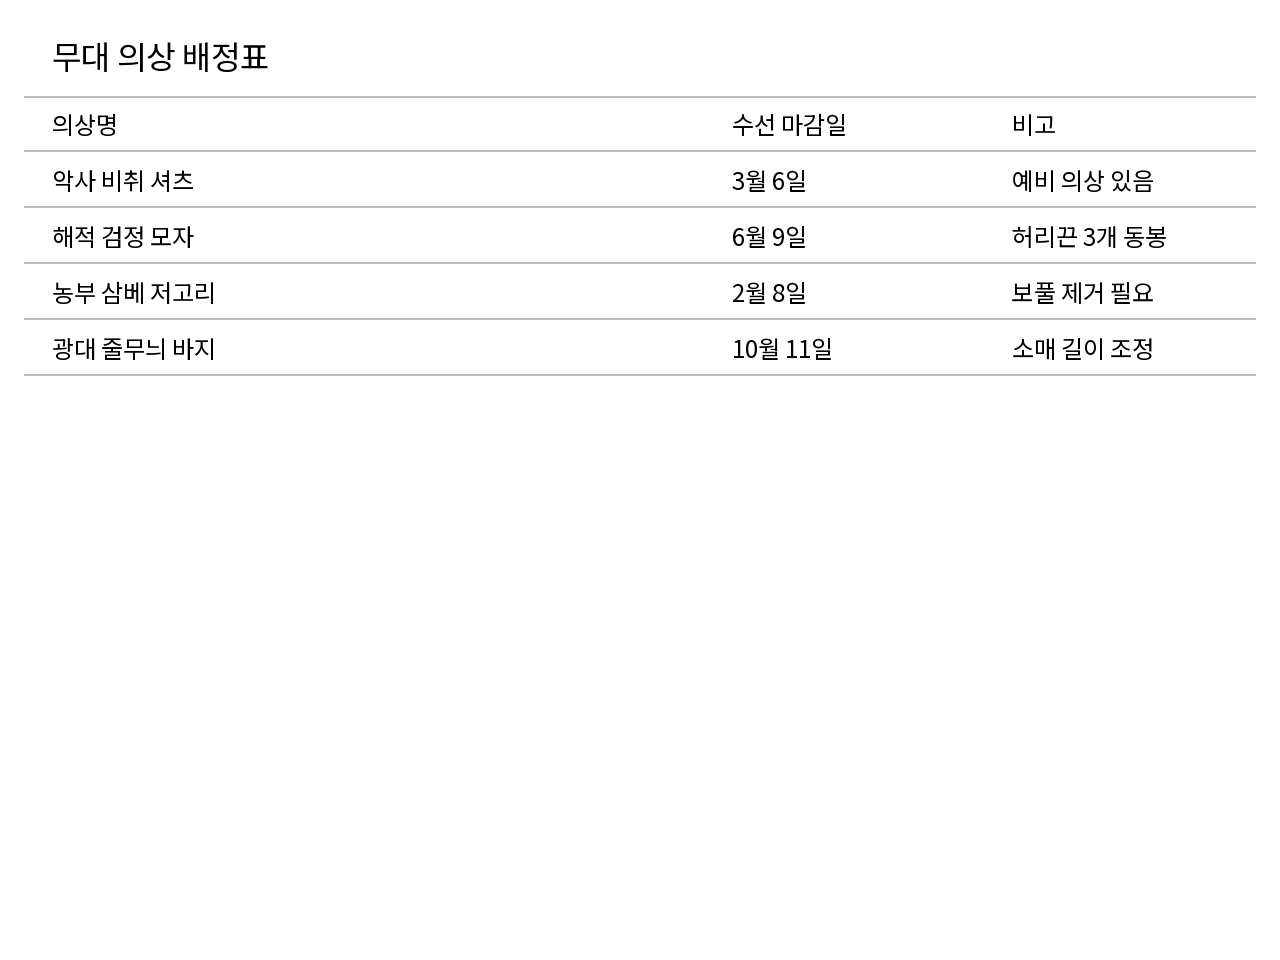 무대 의상 배정표
의상명 수선 마감일 비고
악사 비취 셔츠 3월 6일 예비 의상 있음
해적 검정 모자 6월 9일 허리끈 3개 동봉
농부 삼베 저고리 2월 8일 보풀 제거 필요
광대 줄무늬 바지 10월 11일 소매 길이 조정